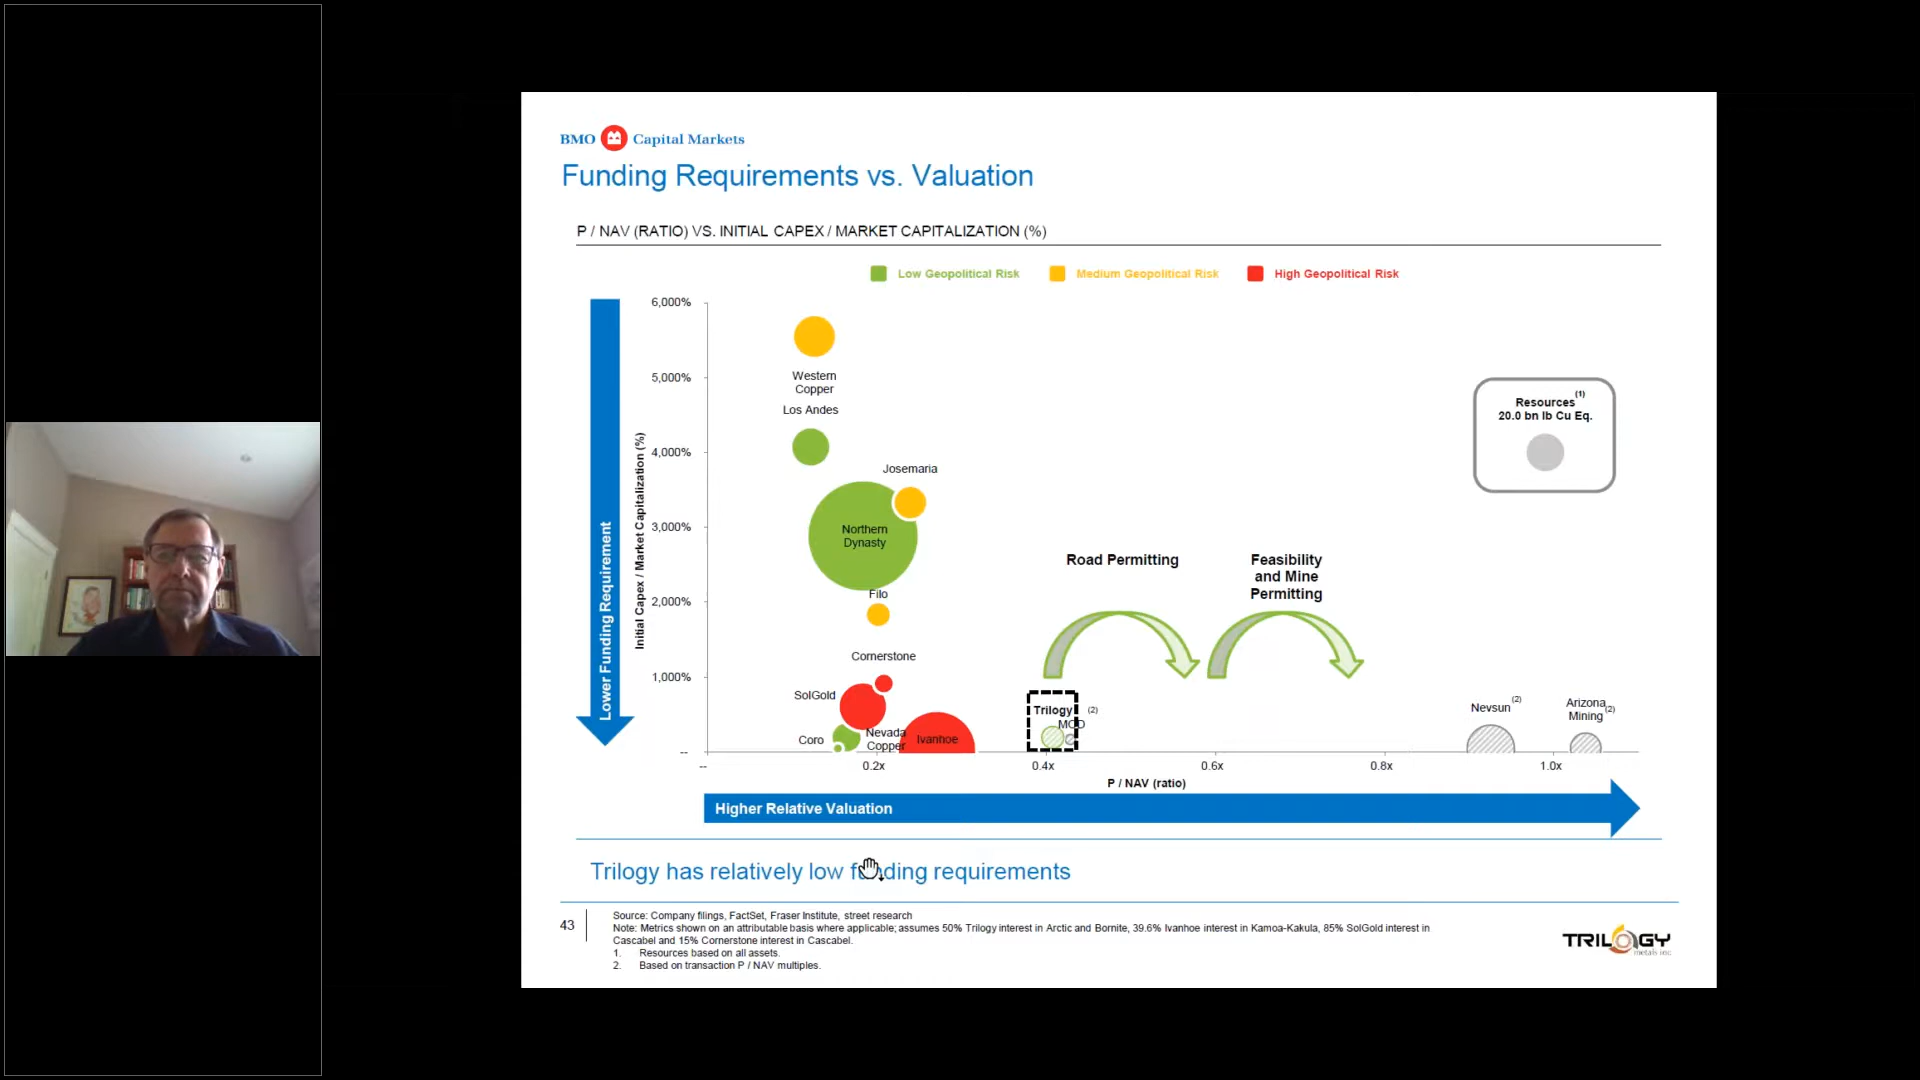 BMO Capital Markets
Funding Requirements vs. Valuation
P / NAV (RATIO) VS. INITIAL CAPEX / MARKET CAPITALIZATION (%)
Low Geopolitical Risk
Medium Geopolitical Risk
High Geopolitical Risk
Lower Funding Requirement
Initial Capex / Market Capitalization (%)
6,000%
5,000%
4,000%
3,000%
2,000%
1,000%
--
Western
Copper
Los Andes
Josemaria
Northern
Dynasty
Filo
Cornerstone
SolGold
Coro
Nevada
Copper
Ivanhoe
Road Permitting
Feasibility
and Mine
Permitting
Trilogy
(2)
MOD
Nevsun (2)
Arizona
Mining (2)
Resources (1)
20.0 bn lb Cu Eq.
--
0.2x
0.4x
0.6x
0.8x
1.0x
P / NAV (ratio)
Higher Relative Valuation
Trilogy has relatively low funding requirements
43
Source: Company filings, FactSet, Fraser Institute, street research
Note: Metrics shown on an attributable basis where applicable; assumes 50% Trilogy interest in Arctic and Bornite, 39.6% Ivanhoe interest in Kamoa-Kakula, 85% SolGold interest in
Cascabel and 15% Cornerstone interest in Cascabel.
1. Resources based on all assets.
2. Based on transaction P / NAV multiples.
TRILOGY
metals inc